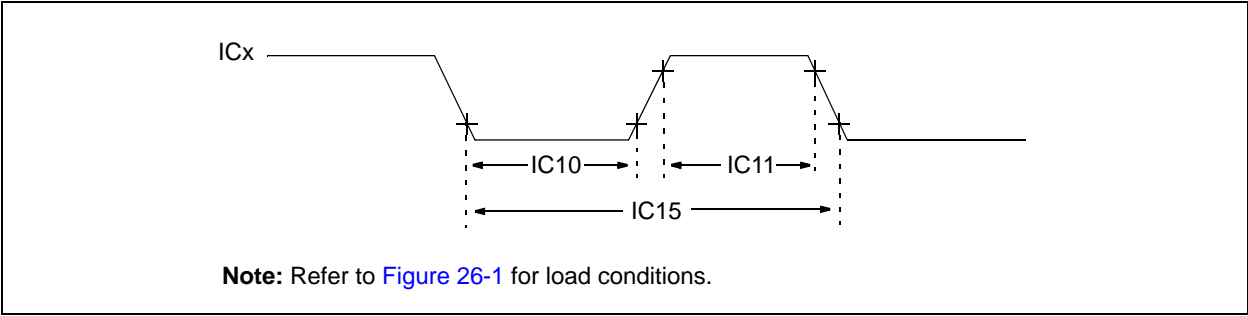 ICx
IC10
IC11
IC15
Note: Refer to Figure 26-1 for load conditions.